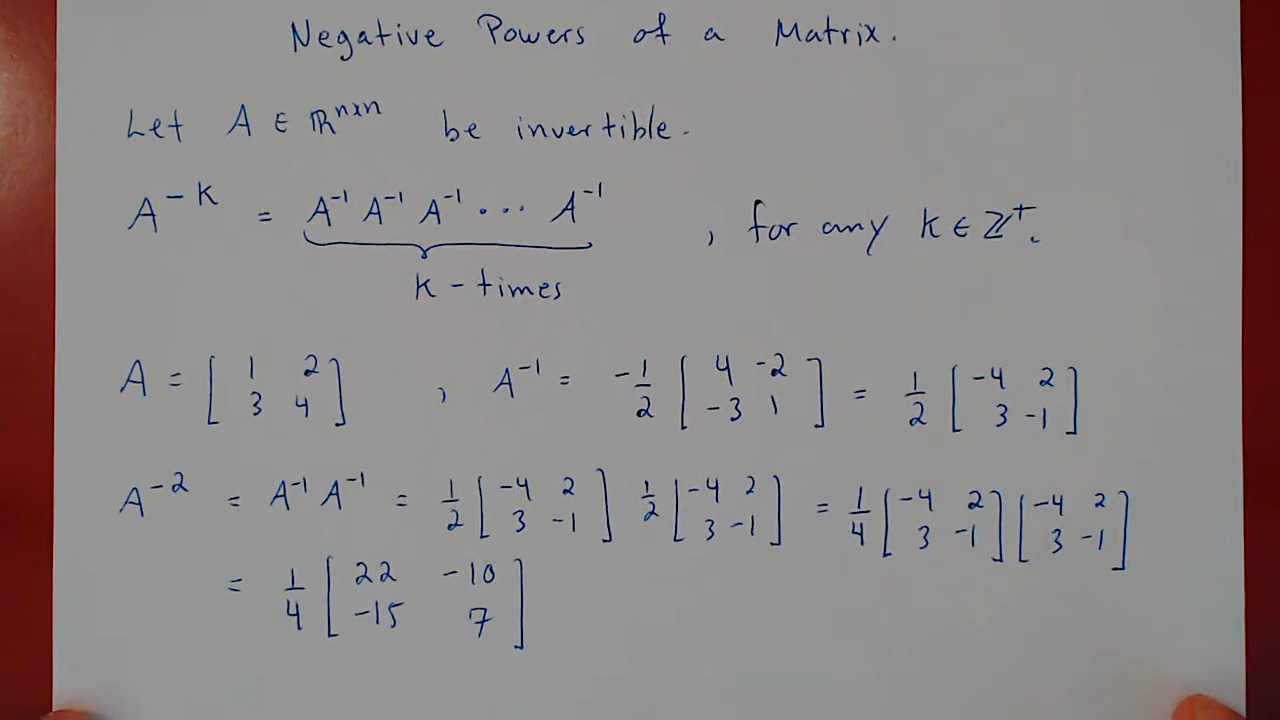 Negative Powers of a Matrix.
Let A ∈ ℝⁿˣⁿ be invertible.
A⁻ᵏ = A⁻¹ A⁻¹ A⁻¹ · ··· A⁻¹ , for any k ∈ ℤ⁺.
k - times
A = [1 2; 3 4] , A⁻¹ = -1/2 [4 -2; -3 1] = 1/2 [-4 2; 3 -1]
A⁻² = A⁻¹ A⁻¹ = 1/2 [-4 2; 3 -1] 1/2 [-4 2; 3 -1] = 1/4 [-4 2; 3 -1] [-4 2; 3 -1]
= 1/4 [22 -10; -15 7]